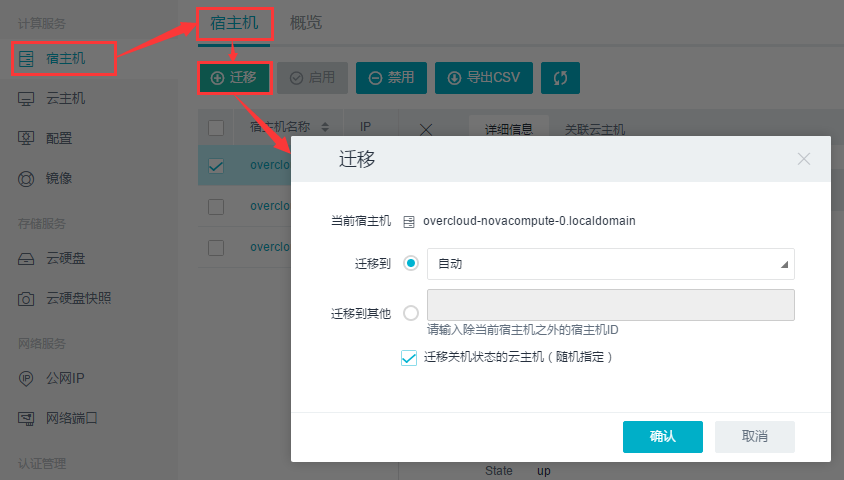 计算服务
宿主机
云主机
配置
镜像
存储服务
云硬盘
云硬盘快照
网络服务
公网IP
网络端口
认证管理
宿主机 概览
迁移 启用 禁用 导出CSV
宿主机名称 IP 详细信息 关联云主机
overclo
overclo
overclo
迁移
当前宿主机 overcloud-novacompute-0.localdomain
迁移到 自动
迁移到其他
请输入除当前宿主机之外的宿主机ID
迁移关机状态的云主机（随机指定）
确认 取消
State up